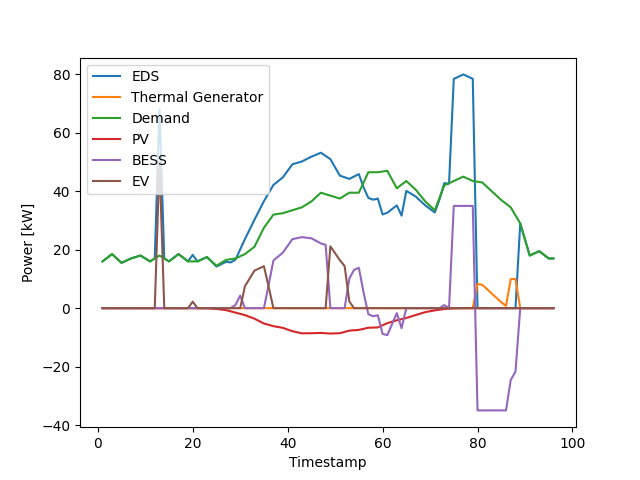 EDS
Thermal Generator
Demand
PV
BESS
EV
Power [kW]
80
60
40
20
0
−20
−40
0 20 40 60 80 100
Timestamp